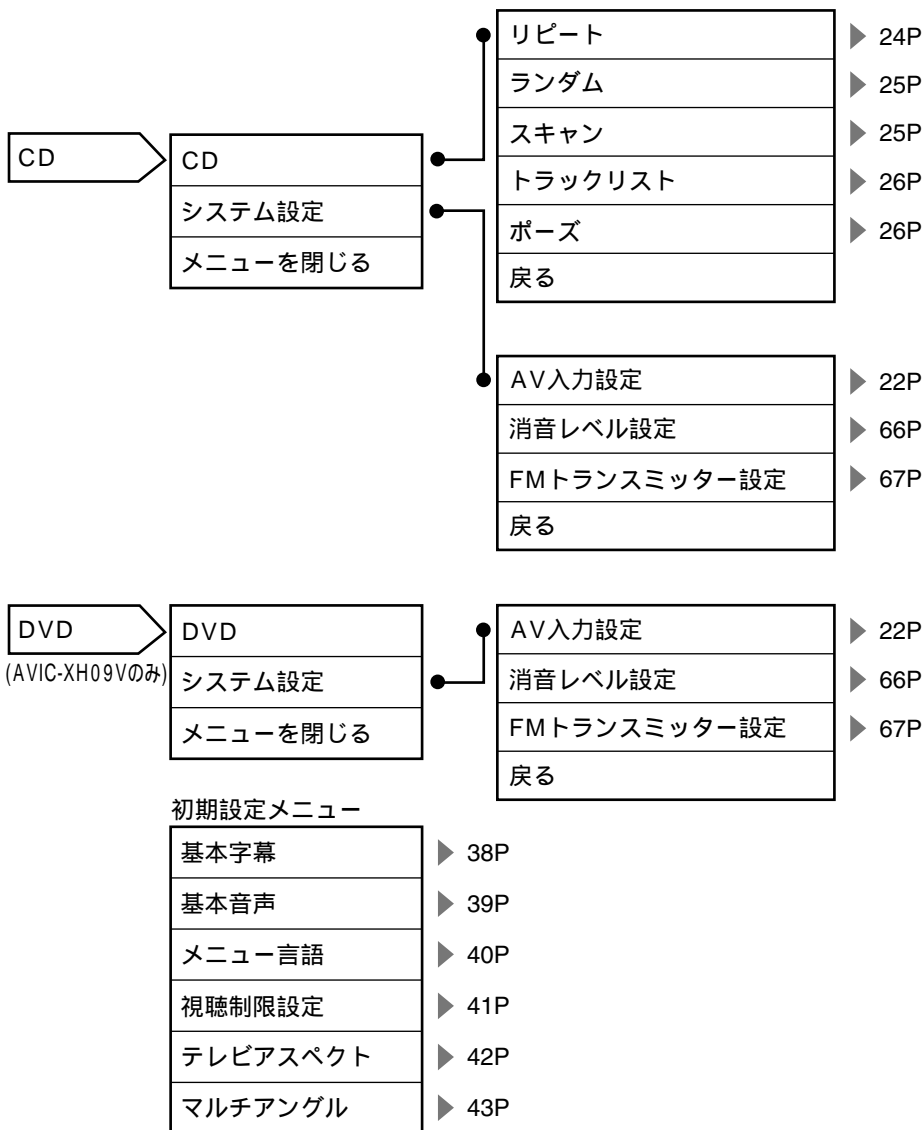 CD
CD
システム設定
メニューを閉じる
リピート 24P
ランダム 25P
スキャン 25P
トラックリスト 26P
ポーズ 26P
戻る
AV入力設定 22P
消音レベル設定 66P
FMトランスミッター設定 67P
戻る
DVD
(AVIC-XH09Vのみ)
DVD
システム設定
メニューを閉じる
AV入力設定 22P
消音レベル設定 66P
FMトランスミッター設定 67P
戻る
初期設定メニュー
基本字幕 38P
基本音声 39P
メニュー言語 40P
視聴制限設定 41P
テレビアスペクト 42P
マルチアングル 43P